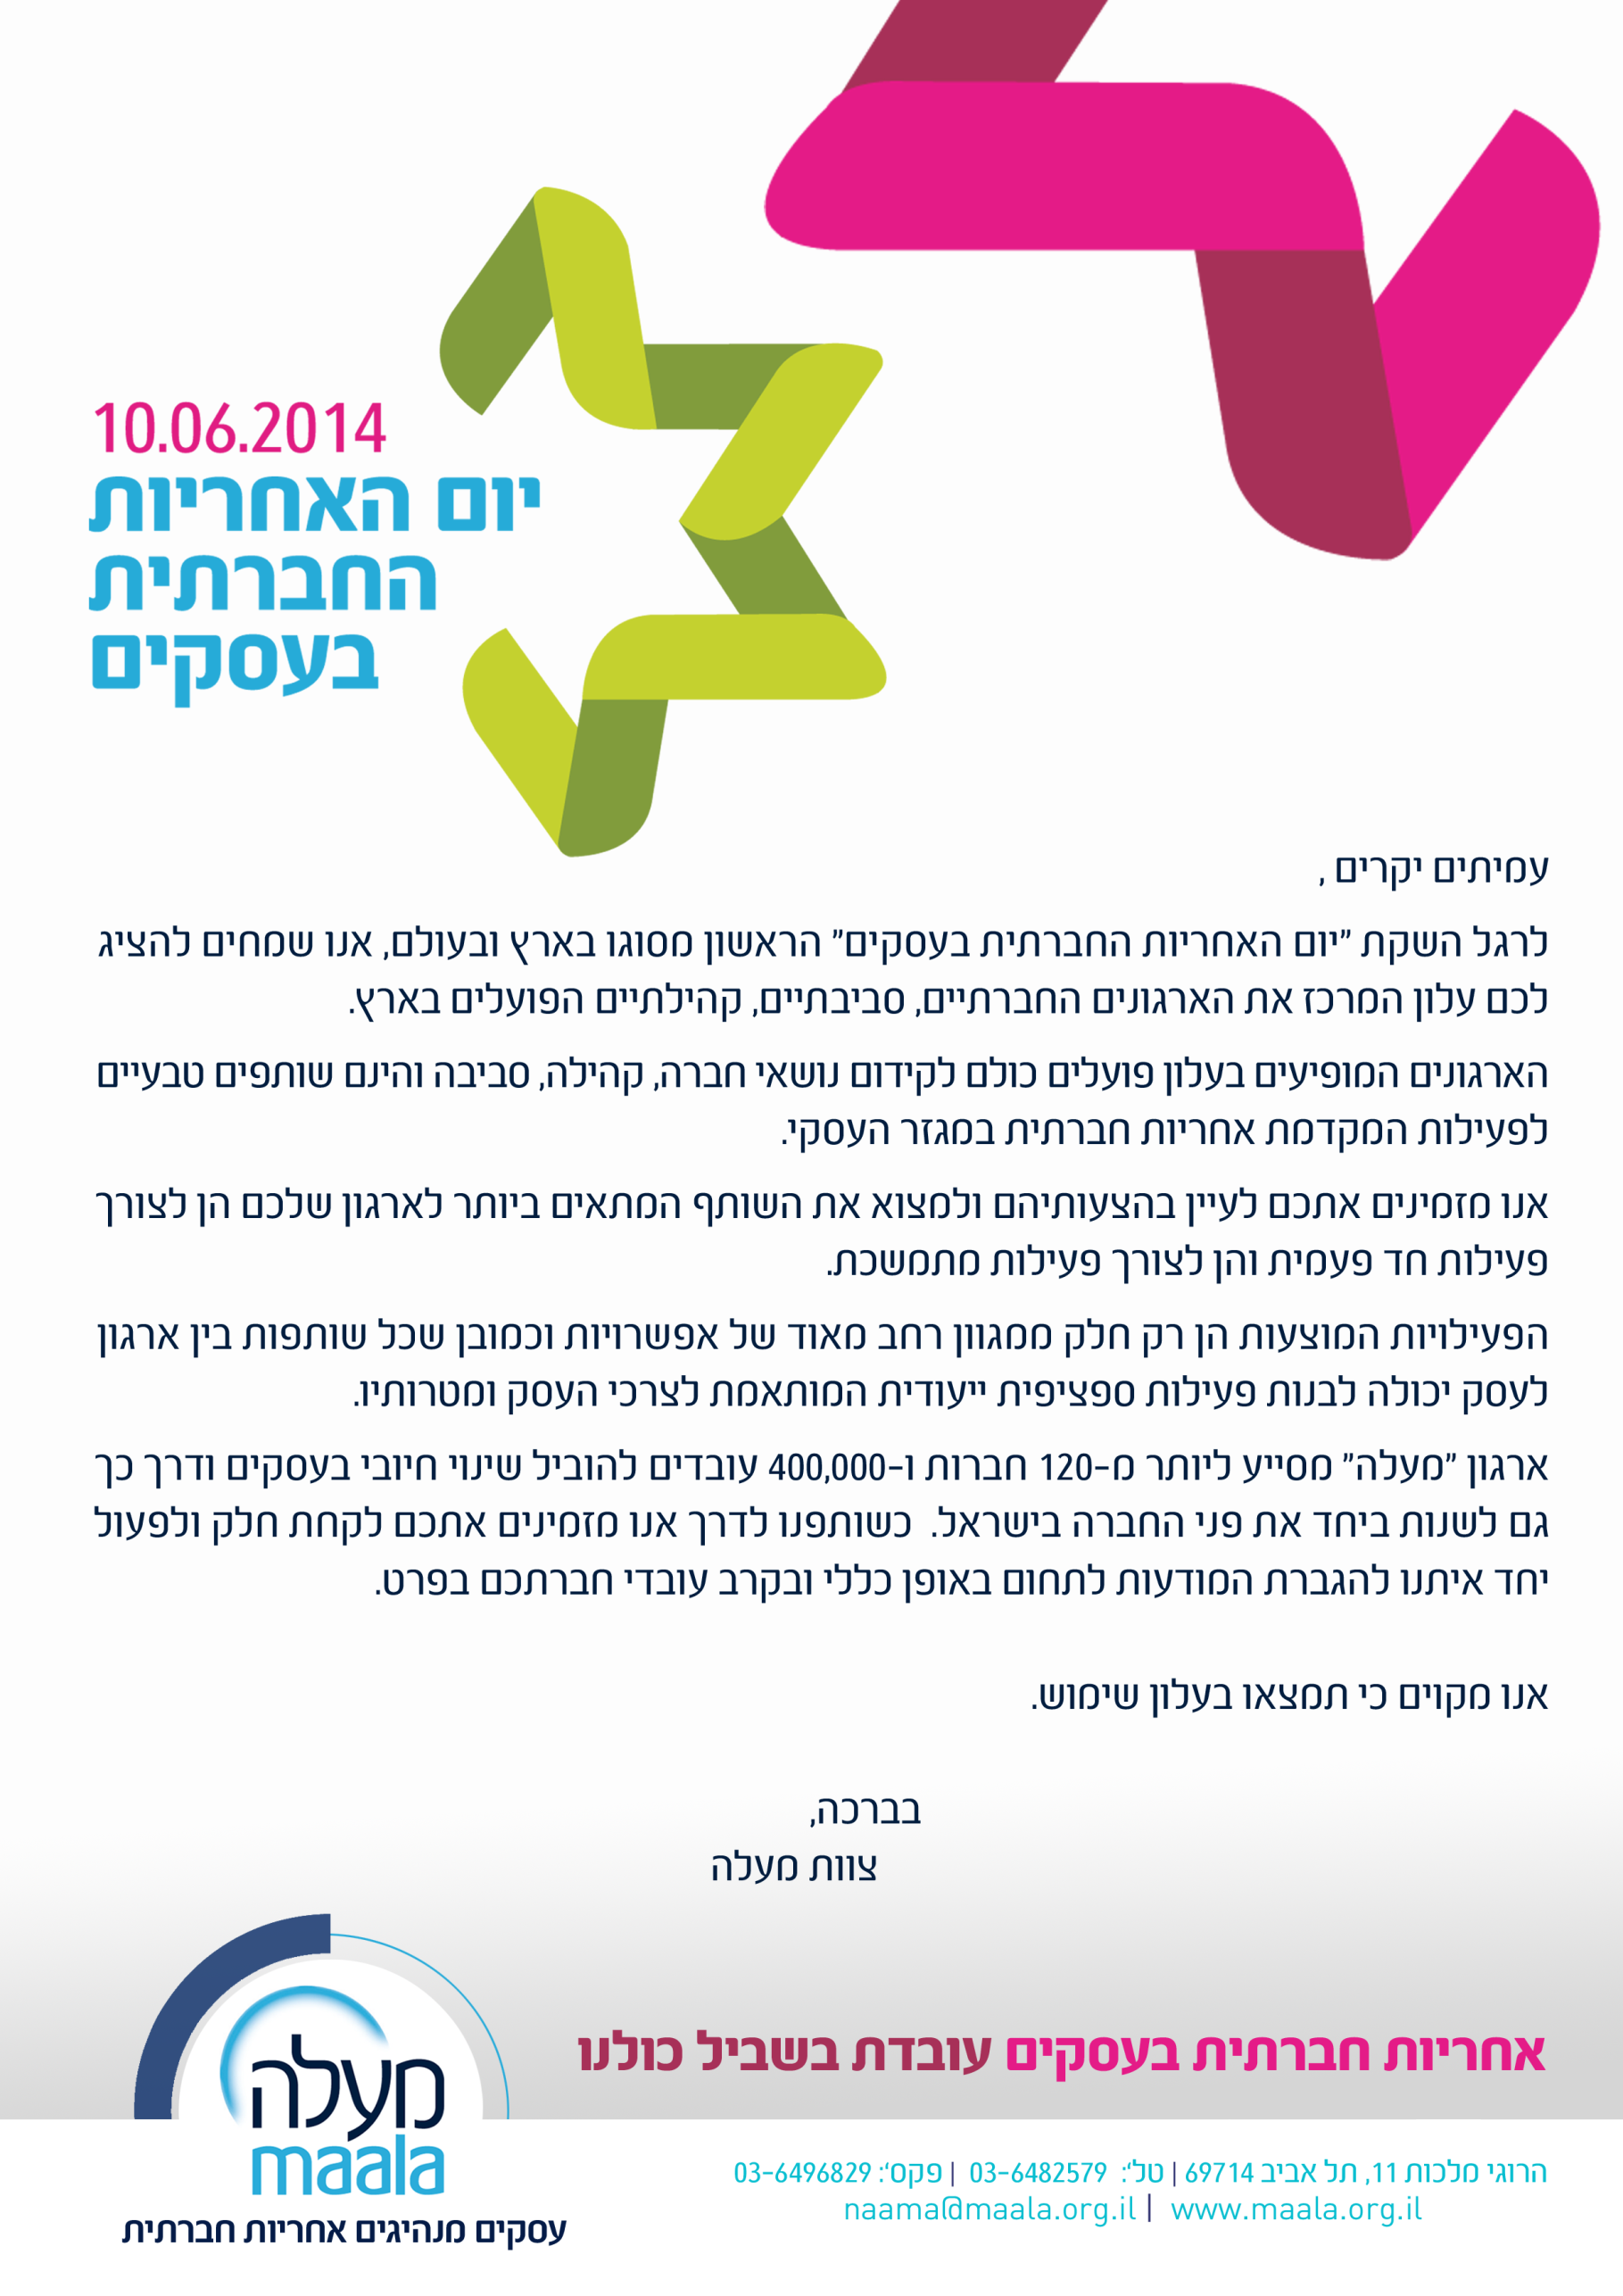 10.06.2014
יום האחריות
החברתית
בעסקים
עמיתים יקרים ,
לרגל השקת "יום האחריות החברתית בעסקים" הראשון מסוגו בארץ ובעולם, אנו שמחים להציג
לכם עלון המרכז את הארגונים החברתיים, סביבתיים, קהילתיים הפועלים בארץ.
הארגונים המופיעים בעלון פועלים כולם לקידום נושאי חברה, קהילה, סביבה והינם שותפים טבעיים
לפעילות המקדמת אחריות חברתית במגזר העסקי.
אנו מזמינים אתכם לעיין בהצעותיהם ולמצוא את השותף המתאים ביותר לארגון שלכם הן לצורך
פעילות חד פעמית והן לצורך פעילות מתמשכת.
הפעילויות המוצעות הן רק חלק ממגוון רחב מאוד של אפשרויות וכמובן שכל שותפות בין ארגון
לעסק יכולה לבנות פעילות ספציפית ייעודית המותאמת לצרכי העסק ומטרותיו.
ארגון "מעלה" מסייע ליותר מ-120 חברות ו-400,000 עובדים להוביל שינוי חיובי בעסקים ודרך כך
גם לשנות ביחד את פני החברה בישראל. כשותפנו לדרך אנו מזמינים אתכם לקחת חלק ולפעול
יחד איתנו להגברת המודעות לתחום באופן כללי ובקרב עובדי חברתכם בפרט.
אנו מקוים כי תמצאו בעלון שימוש.
בברכה,
צוות מעלה
אחריות חברתית בעסקים עובדת בשביל כולנו
מעלה
maala
עסקים מנהיגים אחריות חברתית
הרוגי מלכות 11, תל אביב 69714 | טל': 03-6482579 | פקס': 03-6496829
naama@maala.org.il | www.maala.org.il